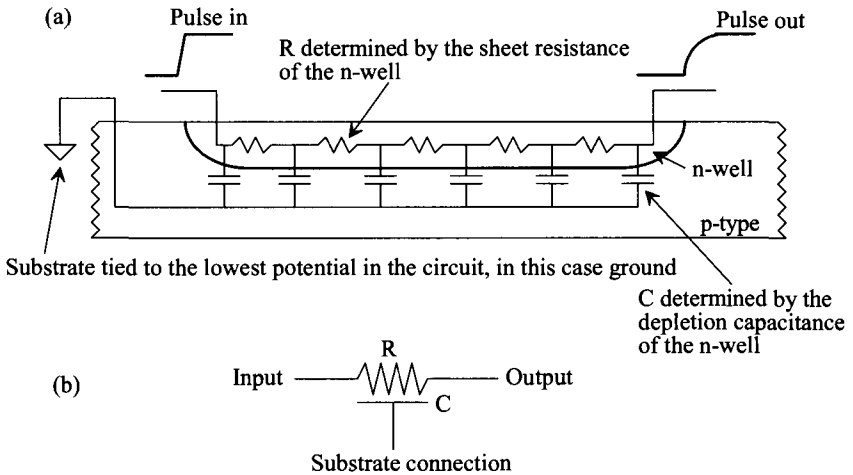 (a)
Pulse in
Pulse out
R determined by the sheet resistance
of the n-well
n-well
p-type
Substrate tied to the lowest potential in the circuit, in this case ground
C determined by the
depletion capacitance
of the n-well
(b)
R
Input
Output
C
Substrate connection